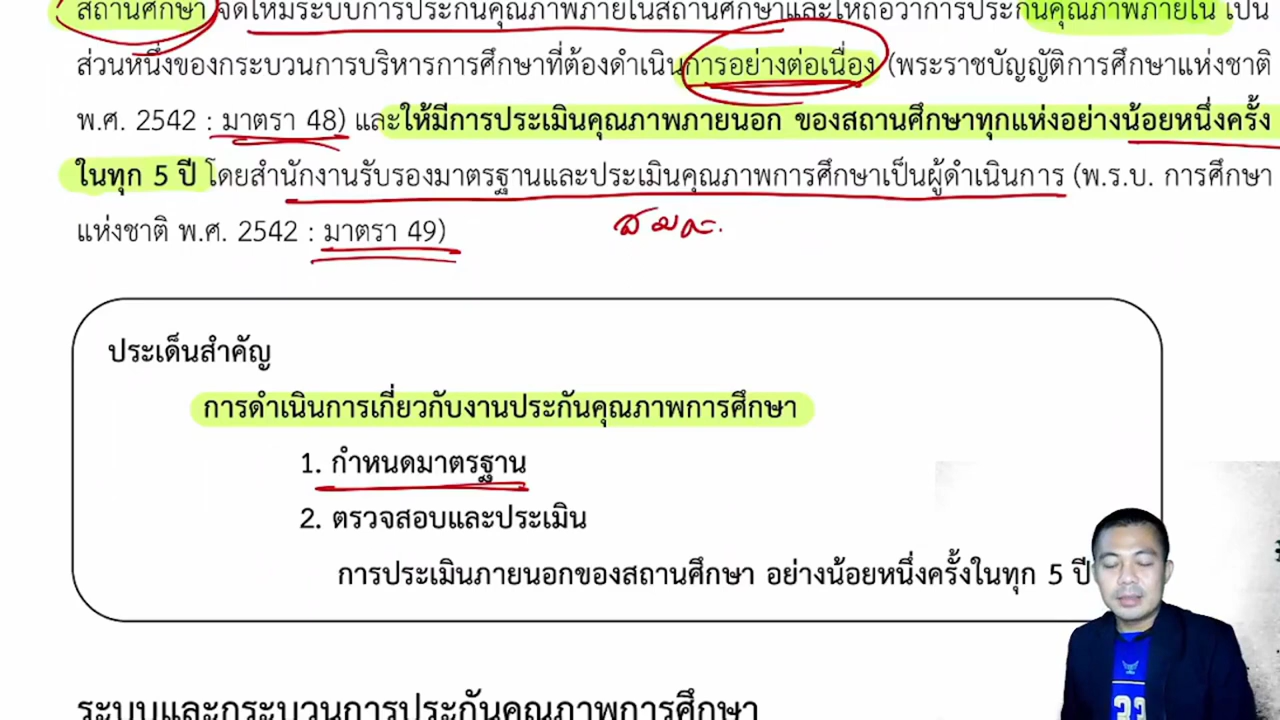 สถานศึกษา จัดให้มีระบบการประกันคุณภาพภายในสถานศึกษาและให้ถือว่าการประกันคุณภาพภายใน เป็น
ส่วนหนึ่งของกระบวนการบริหารการศึกษาที่ต้องดำเนินการอย่างต่อเนื่อง (พระราชบัญญัติการศึกษาแห่งชาติ
พ.ศ. 2542 : มาตรา 48) และให้มีการประเมินคุณภาพภายนอก ของสถานศึกษาทุกแห่งอย่างน้อยหนึ่งครั้ง
ในทุก 5 ปี โดยสำนักงานรับรองมาตรฐานและประเมินคุณภาพการศึกษาเป็นผู้ดำเนินการ (พ.ร.บ. การศึกษา
แห่งชาติ พ.ศ. 2542 : มาตรา 49)
สมศ.
ประเด็นสำคัญ
การดำเนินการเกี่ยวกับงานประกันคุณภาพการศึกษา
1. กำหนดมาตรฐาน
2. ตรวจสอบและประเมิน
การประเมินภายนอกของสถานศึกษา อย่างน้อยหนึ่งครั้งในทุก 5 ปี
33
ระบบและกระบวนการประกันคุณภาพการศึกษา